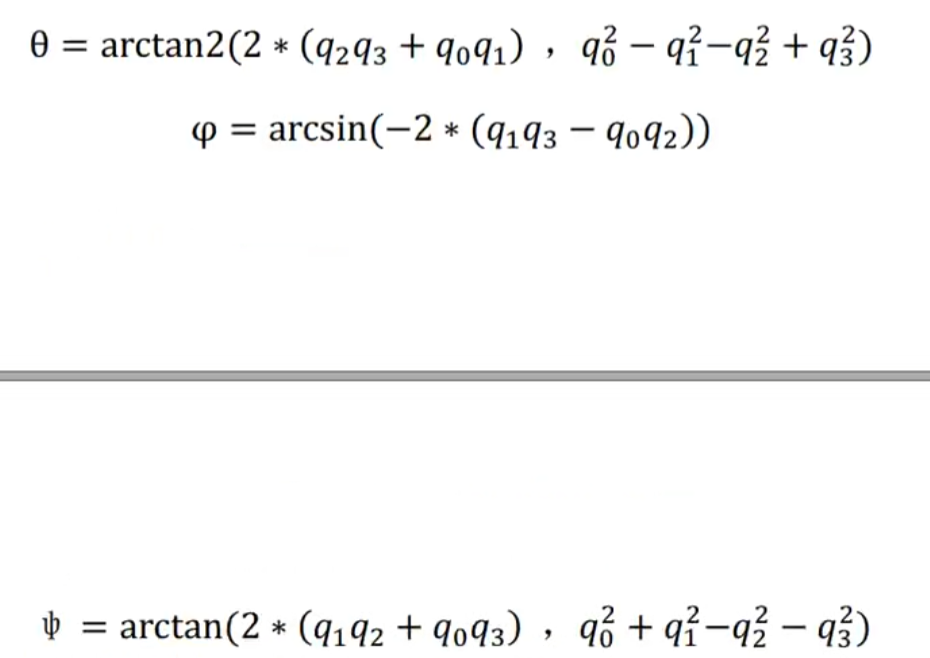 θ = arctan2(2 ∗ (q₂q₃ + q₀q₁) ， q₀² − q₁²−q₂² + q₃²)
φ = arcsin(−2 ∗ (q₁q₃ − q₀q₂))
ψ = arctan(2 ∗ (q₁q₂ + q₀q₃) ， q₀² + q₁²−q₂² − q₃²)